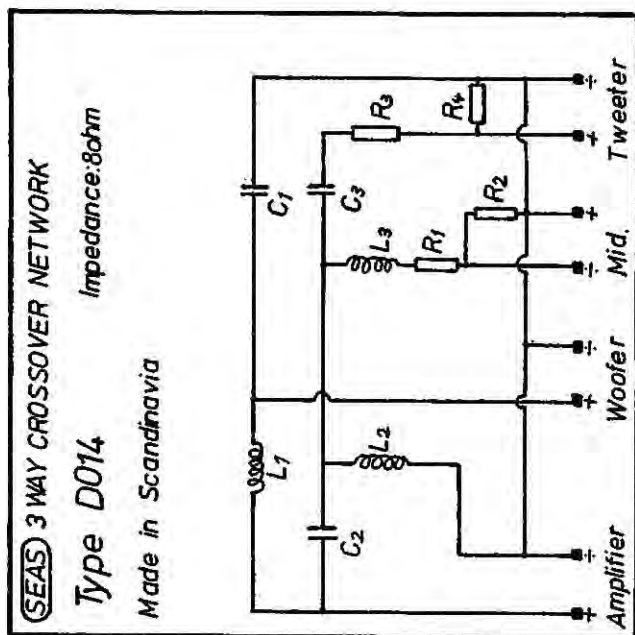 SEAS 3 WAY CROSSOVER NETWORK
Type D014 Impedance:8ohm
Made in Scandinavia
L1 C1
C2 C3
L2 L3 R3
R1 R4
R2
+ ÷ + ÷ ÷ + + ÷
Amplifier Woofer Mid. Tweeter